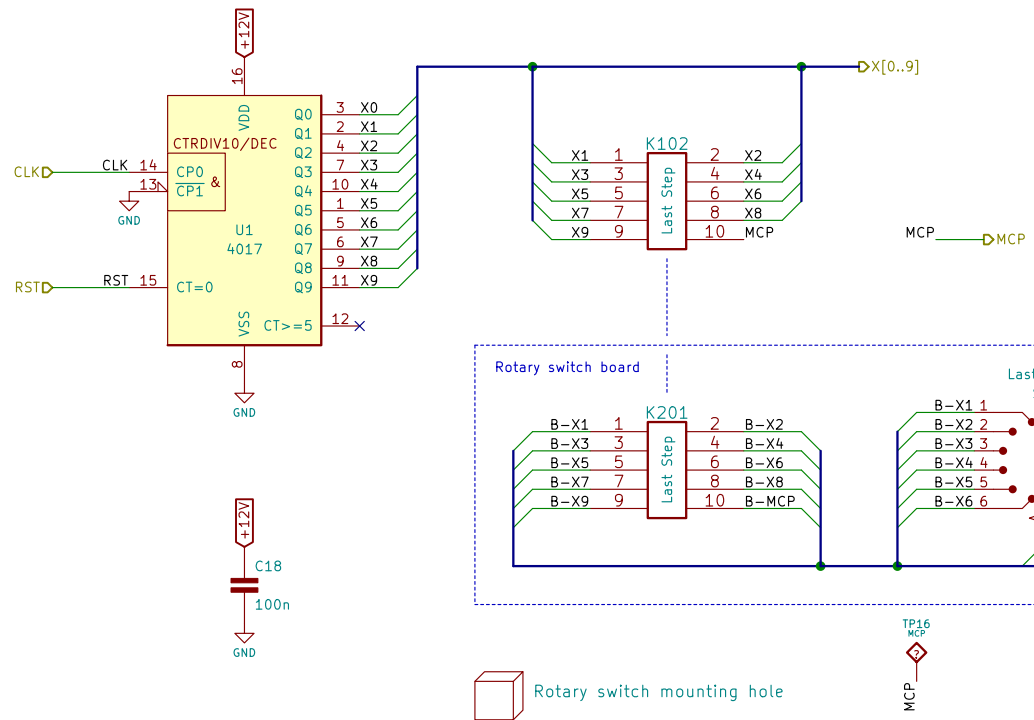 +12V
16
VDD
CTRDIV10/DEC
CLK
CLK 14
CP0
&
13
CP1
GND
U1
4017
RST
RST 15
CT=0
VSS
CT>=5
12
8
GND
Q0 3 X0
Q1 2 X1
Q2 4 X2
Q3 7 X3
Q4 10 X4
Q5 1 X5
Q6 5 X6
Q7 6 X7
Q8 9 X8
Q9 11 X9
X[0..9]
K102
Last Step
X1 1 2 X2
X3 3 4 X4
X5 5 6 X6
X7 7 8 X8
X9 9 10 MCP
MCP
MCP
Rotary switch board
Last
K201
Last Step
B-X1 1 2 B-X2
B-X3 3 4 B-X4
B-X5 5 6 B-X6
B-X7 7 8 B-X8
B-X9 9 10 B-MCP
B-X1 1
B-X2 2
B-X3 3
B-X4 4
B-X5 5
B-X6 6
+12V
C18
100n
GND
TP16
MCP
?
MCP
Rotary switch mounting hole